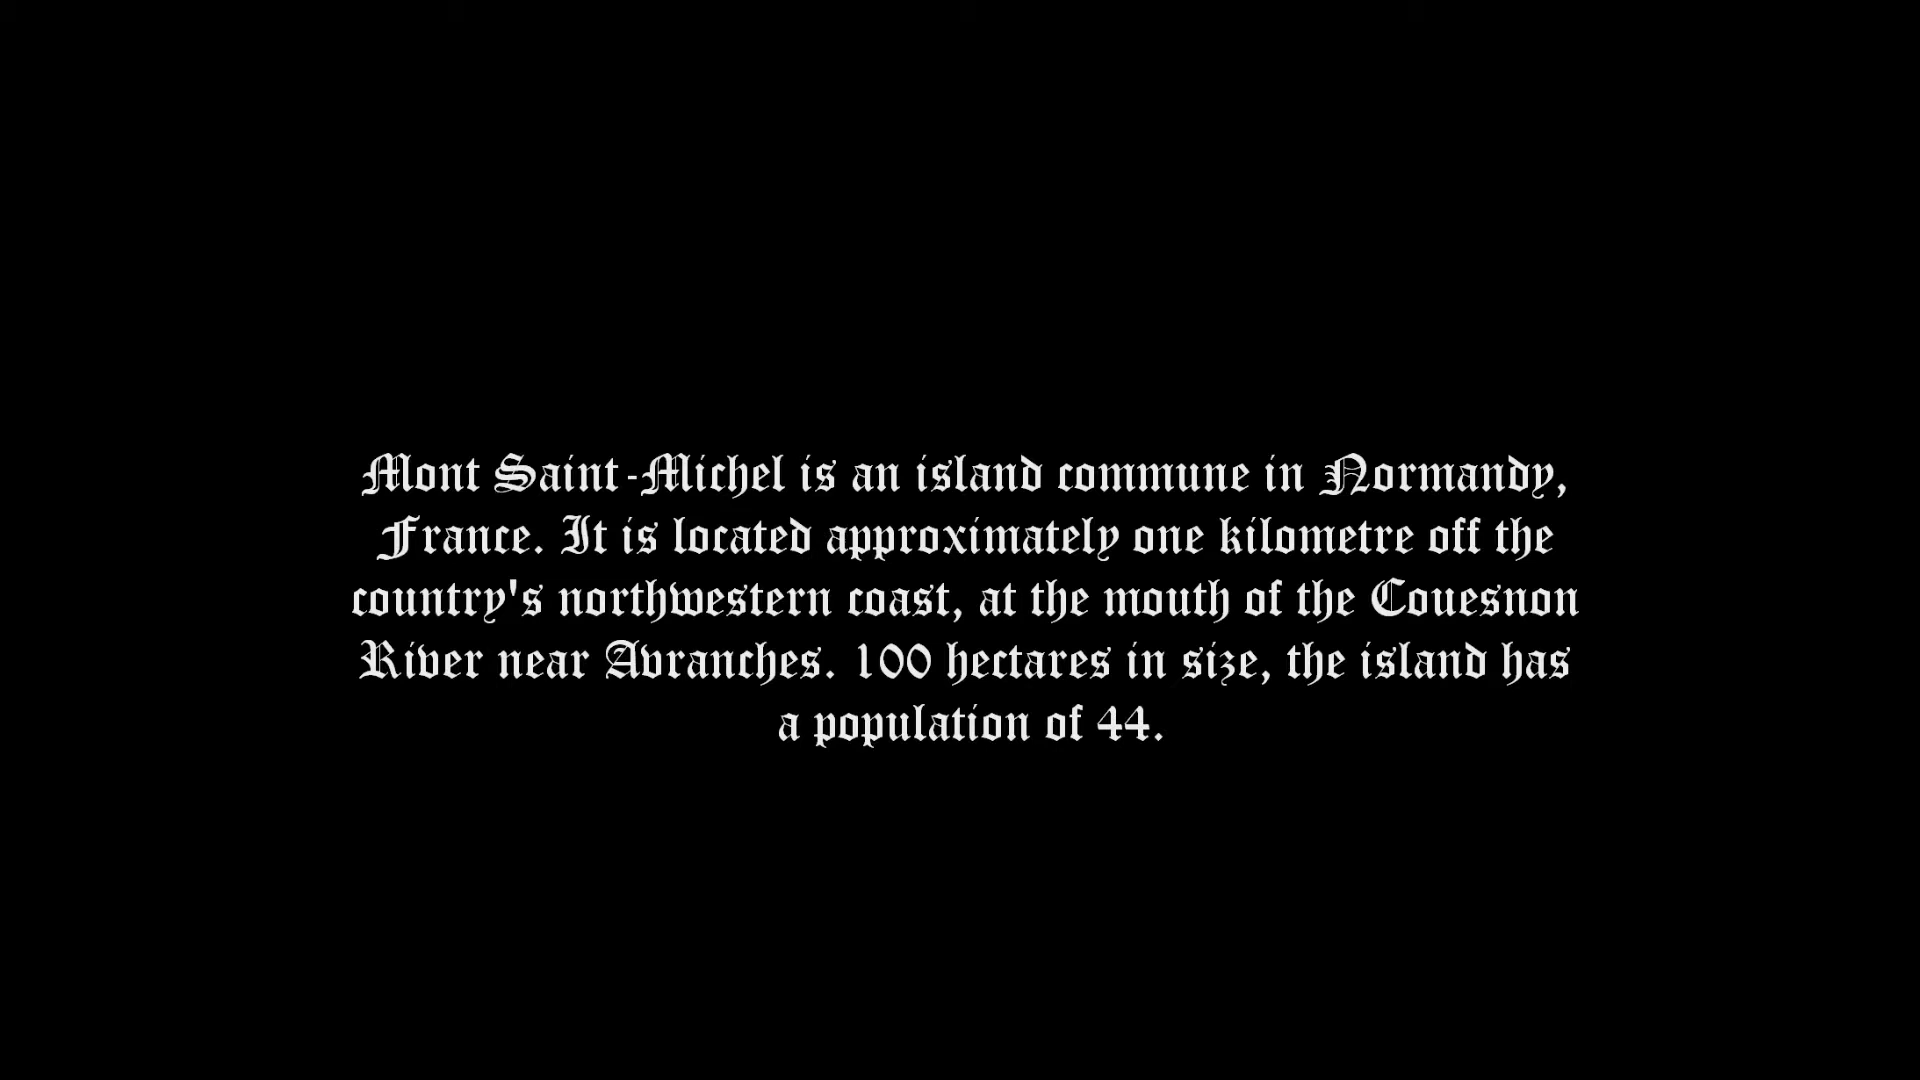 Mont Saint-Michel is an island commune in Normandy,
France. It is located approximately one kilometre off the
country's northwestern coast, at the mouth of the Couesnon
River near Avranches. 100 hectares in size, the island has
a population of 44.